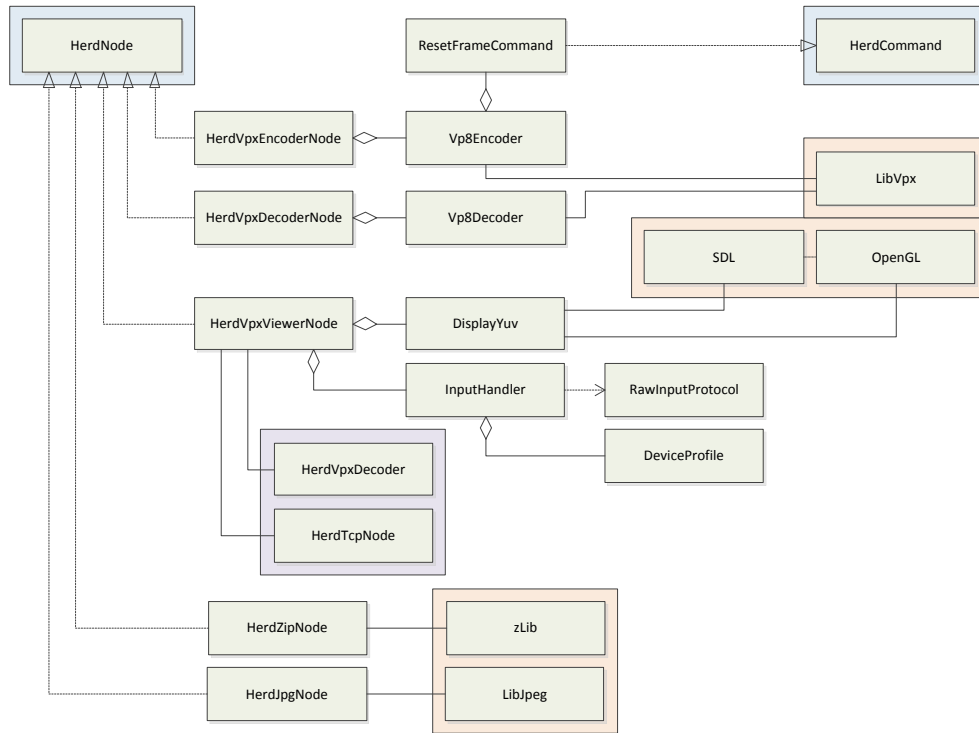 HerdNode
ResetFrameCommand
HerdCommand
HerdVpxEncoderNode
Vp8Encoder
LibVpx
HerdVpxDecoderNode
Vp8Decoder
SDL
OpenGL
HerdVpxViewerNode
DisplayYuv
InputHandler
RawInputProtocol
DeviceProfile
HerdVpxDecoder
HerdTcpNode
HerdZipNode
zLib
HerdJpgNode
LibJpeg